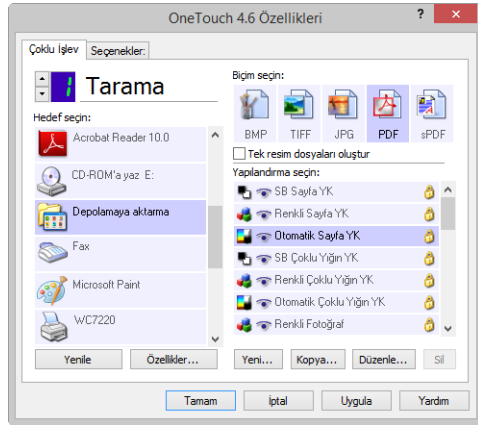 OneTouch 4.6 Özellikleri
Çoklu İşlev
Seçenekler:
1 Tarama
Hedef seçin:
Acrobat Reader 10.0
CD-ROM'a yaz E:
Depolamaya aktarma
Fax
Microsoft Paint
WC7220
Yenile
Özellikler...
Biçim seçin:
BMP TIFF JPG PDF sPDF
Tek resim dosyaları oluştur
Yapılandırma seçin:
SB Sayfa YK
Renkli Sayfa YK
Otomatik Sayfa YK
SB Çoklu Yığın YK
Renkli Çoklu Yığın YK
Otomatik Çoklu Yığın YK
Renkli Fotoğraf
Yeni... Kopya... Düzenle... Sil
Tamam İptal Uygula Yardım